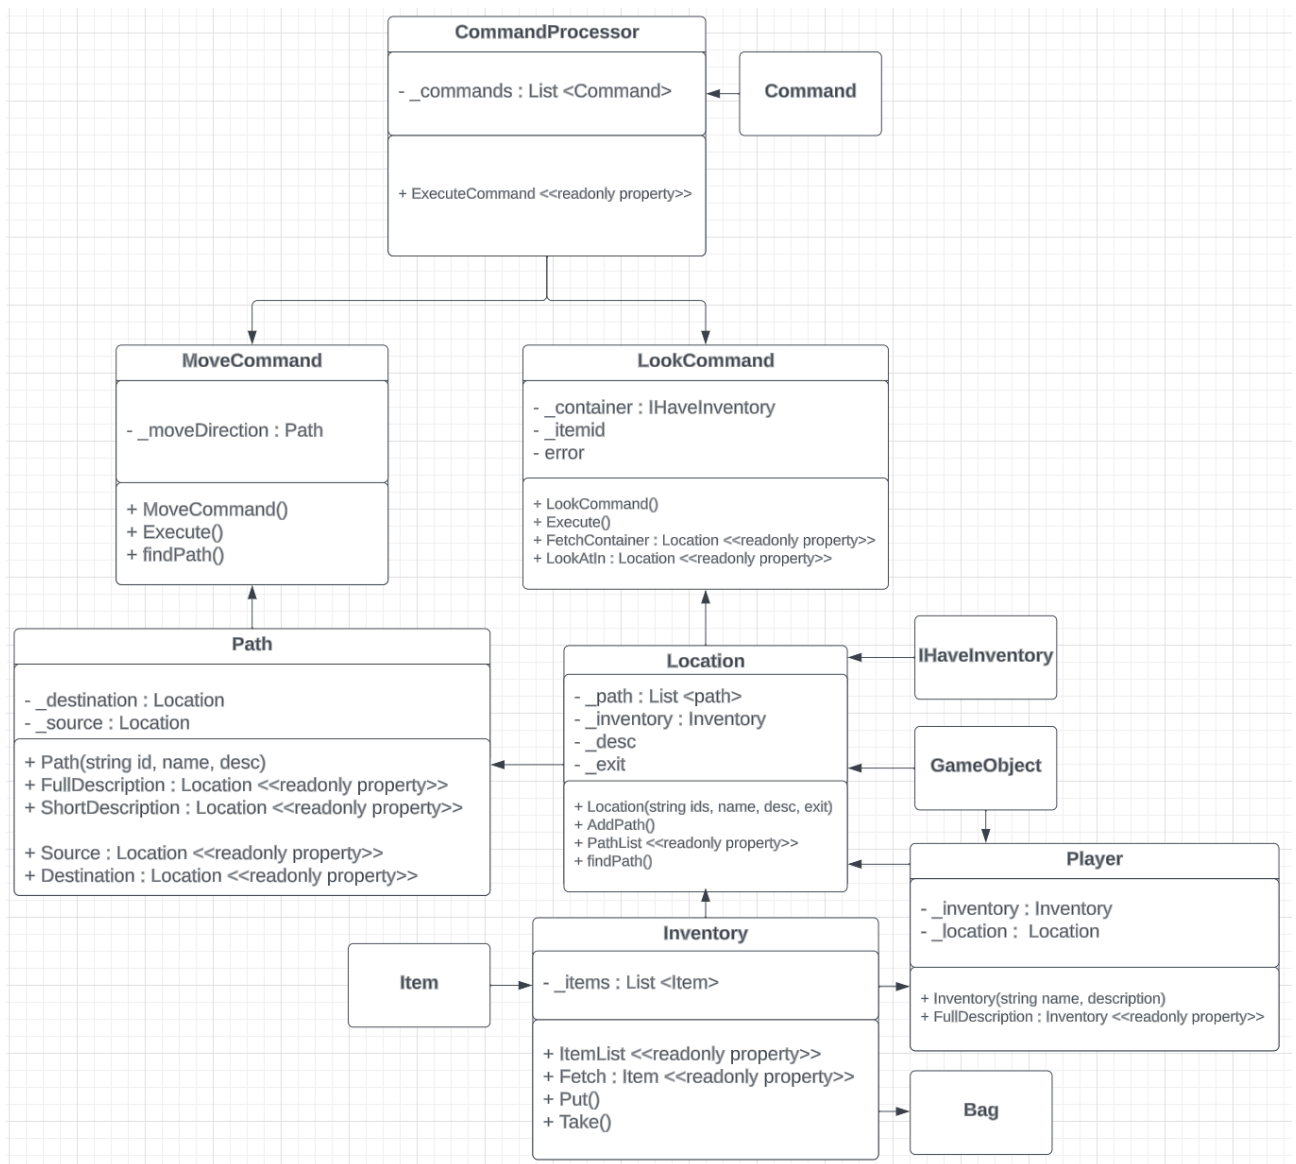 CommandProcessor
- _commands : List <Command>
+ ExecuteCommand <<readonly property>>
Command
MoveCommand
- _moveDirection : Path
+ MoveCommand()
+ Execute()
+ findPath()
LookCommand
- _container : IHaveInventory
- _itemid
- error
+ LookCommand()
+ Execute()
+ FetchContainer : Location <<readonly property>>
+ LookAtIn : Location <<readonly property>>
Path
- _destination : Location
- _source : Location
+ Path(string id, name, desc)
+ FullDescription : Location <<readonly property>>
+ ShortDescription : Location <<readonly property>>
+ Source : Location <<readonly property>>
+ Destination : Location <<readonly property>>
Location
- _path : List <path>
- _inventory : Inventory
- _desc
- _exit
+ Location(string ids, name, desc, exit)
+ AddPath()
+ PathList <<readonly property>>
+ findPath()
IHaveInventory
GameObject
Player
- _inventory : Inventory
- _location :  Location
+ Inventory(string name, description)
+ FullDescription : Inventory <<readonly property>>
Item
Inventory
- _items : List <Item>
+ ItemList <<readonly property>>
+ Fetch : Item <<readonly property>>
+ Put()
+ Take()
Bag